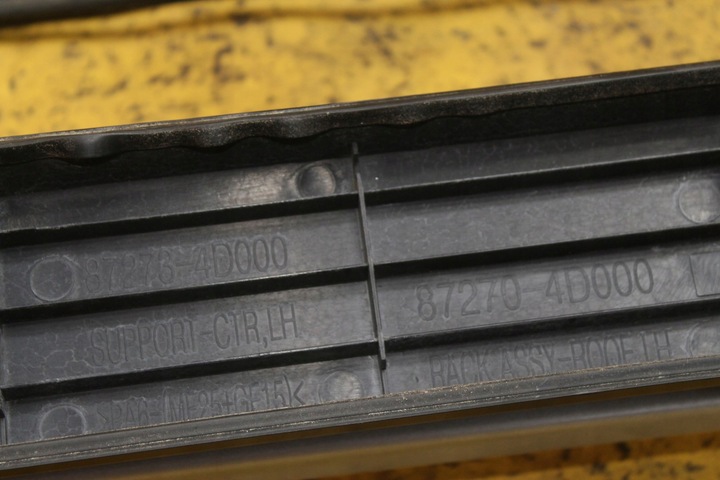 87273-4D000
SUPPORT-CTR,LH
87270-4D000
RACK ASSY-ROOF,LH